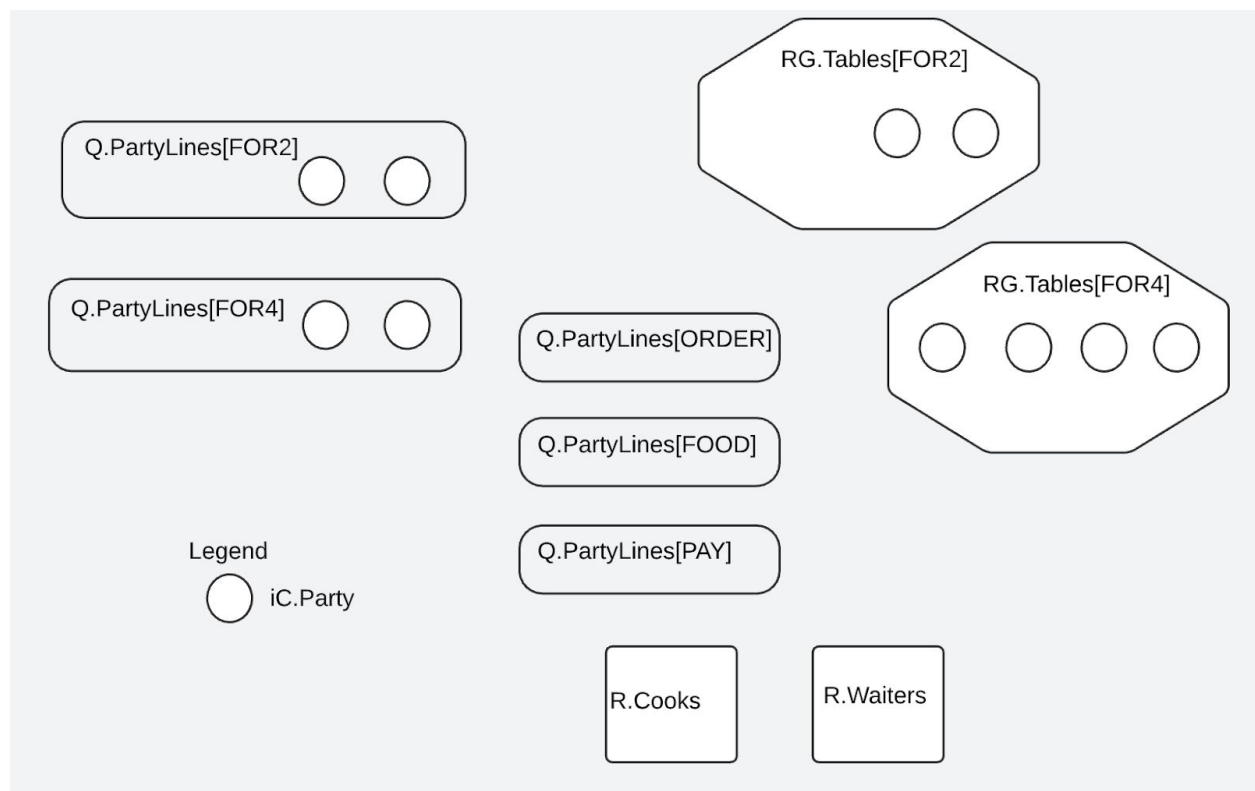 RG.Tables[FOR2]
Q.PartyLines[FOR2]
RG.Tables[FOR4]
Q.PartyLines[FOR4]
Q.PartyLines[ORDER]
Q.PartyLines[FOOD]
Q.PartyLines[PAY]
Legend
iC.Party
R.Cooks
R.Waiters